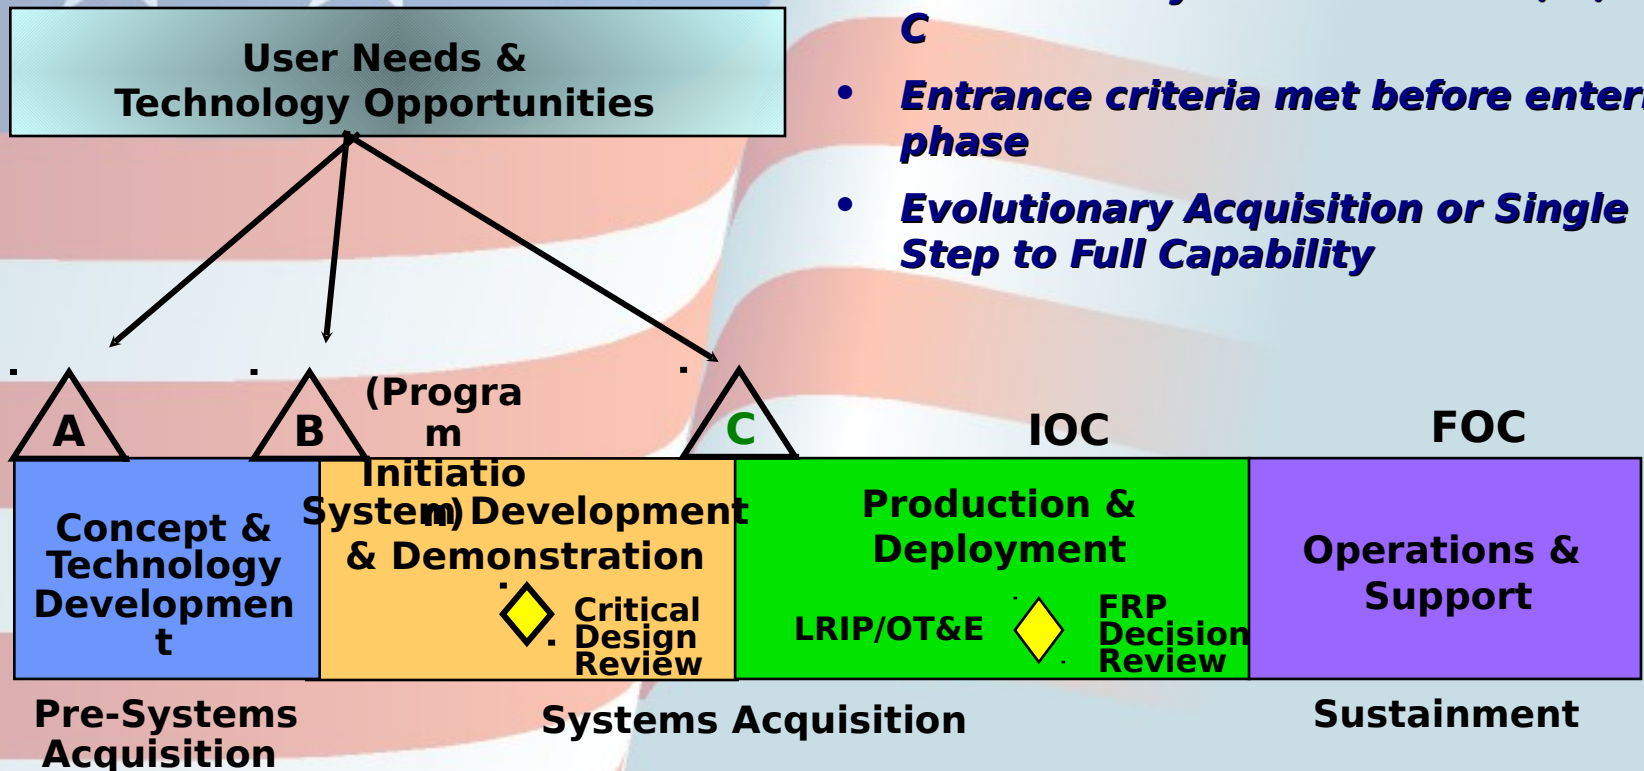 C
User Needs &
Technology Opportunities
• Entrance criteria met before
phase
• Evolutionary Acquisition or Single
Step to Full Capability
A
B
(Progra
m
Initiatio
n)
C
IOC
FOC
Concept &
Technology
Developmen
t
System Development
& Demonstration
Critical
Design
Review
Production &
Deployment
LRIP/OT&E
FRP
Decision
Review
Operations &
Support
Pre-Systems
Acquisition
Systems Acquisition
Sustainment